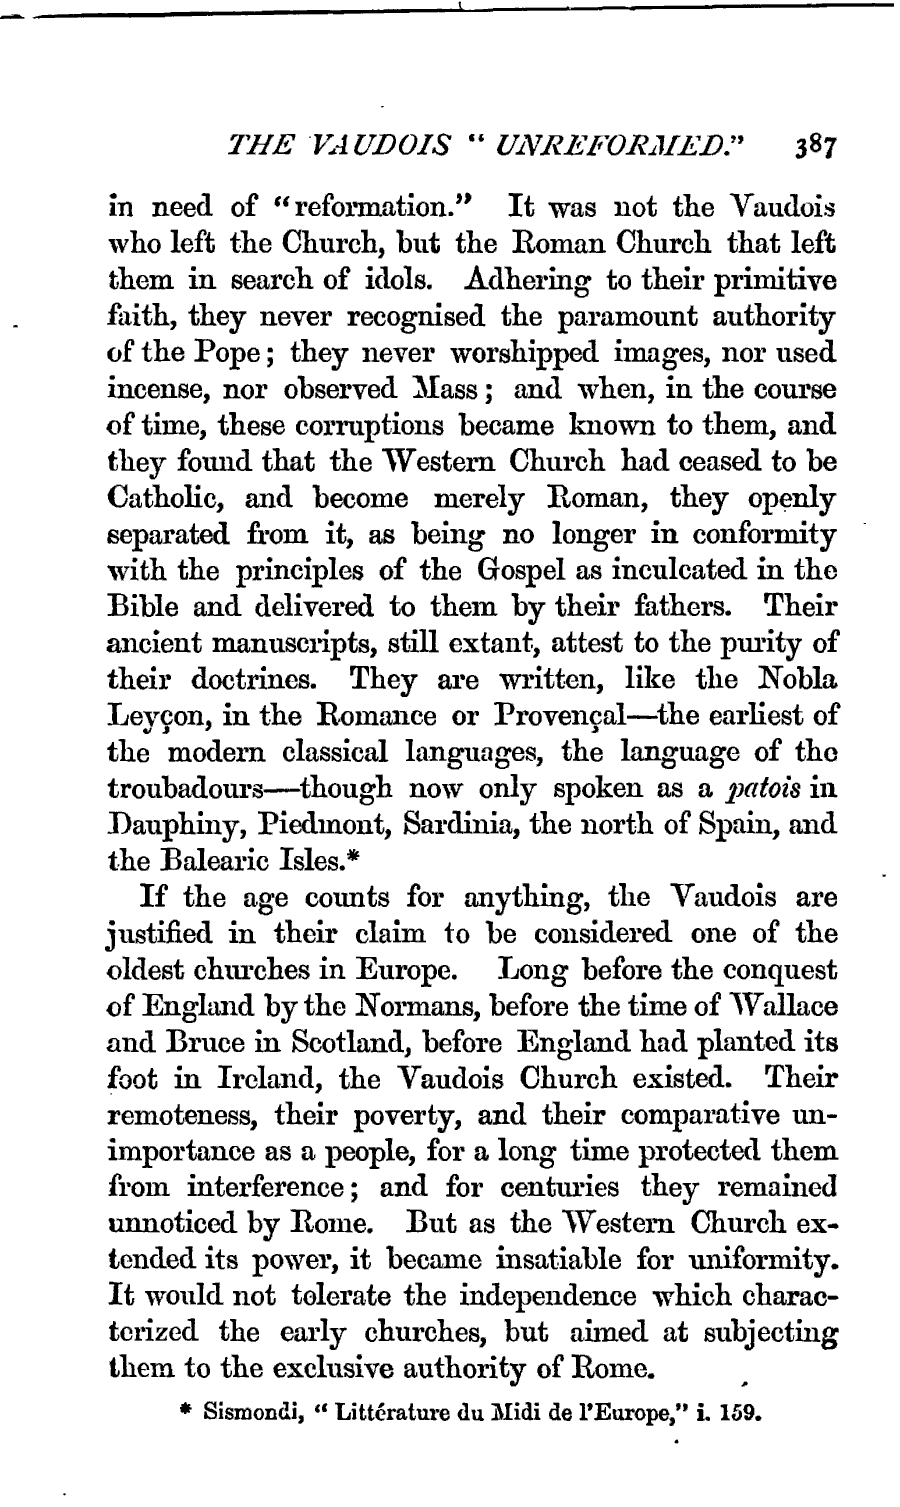 THE VAUDOIS "UNREFORMED." 387
in need of "reformation." It was not the Vaudois
who left the Church, but the Roman Church that left
them in search of idols. Adhering to their primitive
faith, they never recognised the paramount authority
of the Pope; they never worshipped images, nor used
incense, nor observed Mass; and when, in the course
of time, these corruptions became known to them, and
they found that the Western Church had ceased to be
Catholic, and become merely Roman, they openly
separated from it, as being no longer in conformity
with the principles of the Gospel as inculcated in the
Bible and delivered to them by their fathers. Their
ancient manuscripts, still extant, attest to the purity of
their doctrines. They are written, like the Nobla
Leyçon, in the Romance or Provençal—the earliest of
the modern classical languages, the language of the
troubadours—though now only spoken as a patois in
Dauphiny, Piedmont, Sardinia, the north of Spain, and
the Balearic Isles.*
If the age counts for anything, the Vaudois are
justified in their claim to be considered one of the
oldest churches in Europe. Long before the conquest
of England by the Normans, before the time of Wallace
and Bruce in Scotland, before England had planted its
foot in Ireland, the Vaudois Church existed. Their
remoteness, their poverty, and their comparative un-
importance as a people, for a long time protected them
from interference; and for centuries they remained
unnoticed by Rome. But as the Western Church ex-
tended its power, it became insatiable for uniformity.
It would not tolerate the independence which charac-
terized the early churches, but aimed at subjecting
them to the exclusive authority of Rome.
* Sismondi, "Littérature du Midi de l'Europe," i. 159.